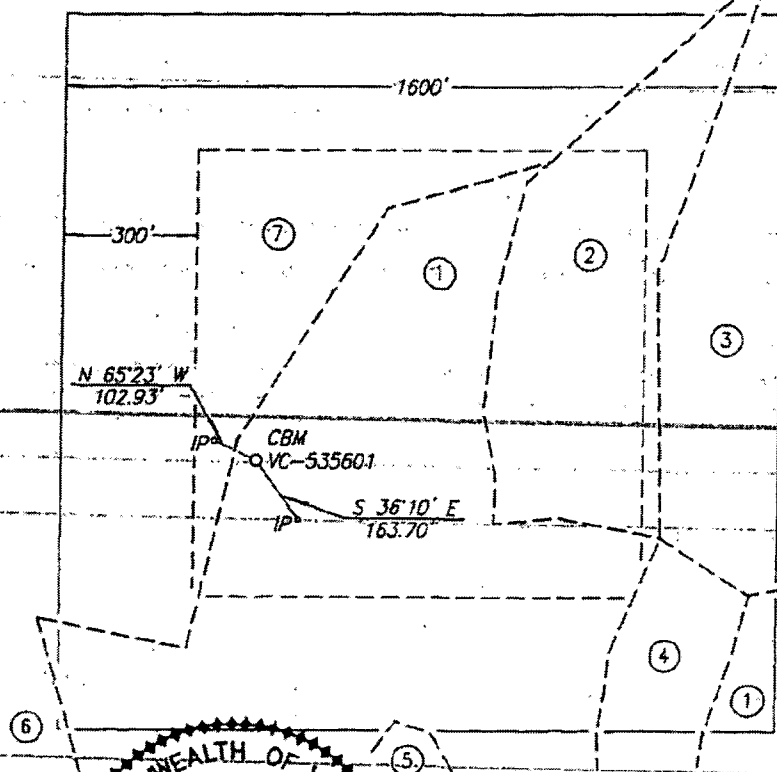 1600'
300'
7
1
2
3
N 65°23' W
102.93'
IP
CBM
VC-535601
S 36°10' E
163.70'
IP
4
1
6
5
WEALTH OF